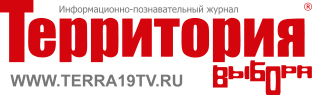 Информационно-познавательный журнал
Территория®
выбора
WWW.TERRA19TV.RU